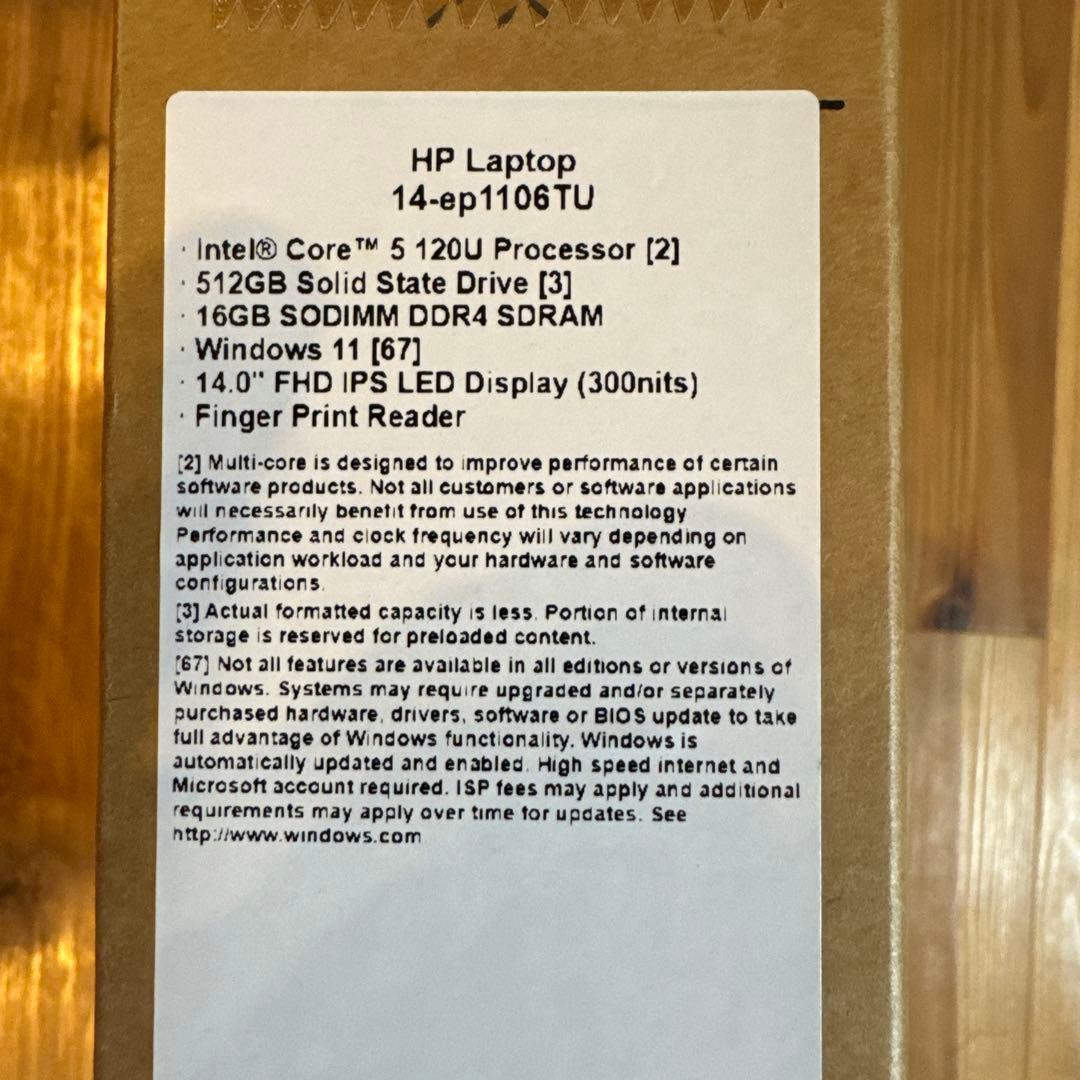 HP Laptop
14-ep1106TU
· Intel® Core™ 5 120U Processor [2]
· 512GB Solid State Drive [3]
· 16GB SODIMM DDR4 SDRAM
· Windows 11 [67]
· 14.0" FHD IPS LED Display (300nits)
· Finger Print Reader
[2] Multi-core is designed to improve performance of certain
software products. Not all customers or software applications
will necessarily benefit from use of this technology
Performance and clock frequency will vary depending on
application workload and your hardware and software
configurations.
[3] Actual formatted capacity is less. Portion of internal
storage is reserved for preloaded content.
[67] Not all features are available in all editions or versions of
Windows. Systems may require upgraded and/or separately
purchased hardware, drivers, software or BIOS update to take
full advantage of Windows functionality. Windows is
automatically updated and enabled. High speed internet and
Microsoft account required. ISP fees may apply and additional
requirements may apply over time for updates. See
http://www.windows.com